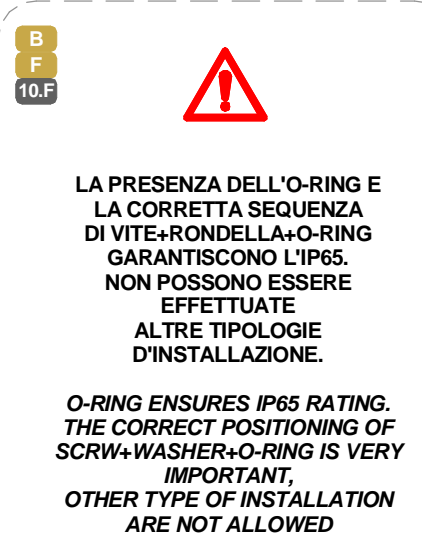 B
F
10.F
LA PRESENZA DELL'O-RING E
LA CORRETTA SEQUENZA
DI VITE+RONDELLA+O-RING
GARANTISCONO L'IP65.
NON POSSONO ESSERE
EFFETTUATE
ALTRE TIPOLOGIE
D'INSTALLAZIONE.
O-RING ENSURES IP65 RATING.
THE CORRECT POSITIONING OF
SCRW+WASHER+O-RING IS VERY
IMPORTANT,
OTHER TYPE OF INSTALLATION
ARE NOT ALLOWED